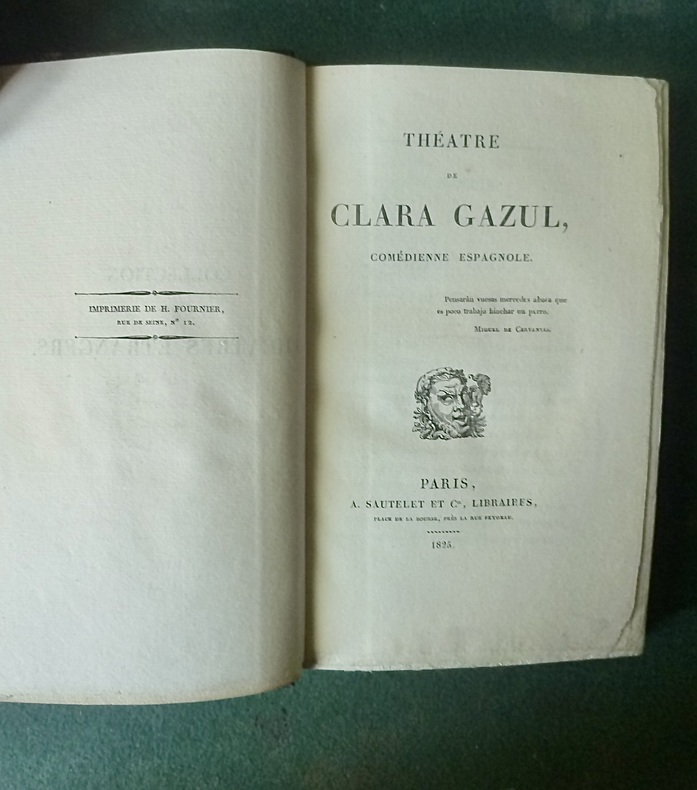 IMPRIMERIE DE H. FOURNIER,
RUE DE SEINE, Nº 12.
THÉATRE
DE
CLARA GAZUL,
COMÉDIENNE ESPAGNOLE.
Pensarán vuesas mercedes ahora que
es poco trabajo hinchar un perro.
MIGUEL DE CERVANTES.
PARIS,
A. SAUTELET ET Cie, LIBRAIRES,
PLACE DE LA BOURSE, PRÈS LA RUE FEYDEAU.
1825.